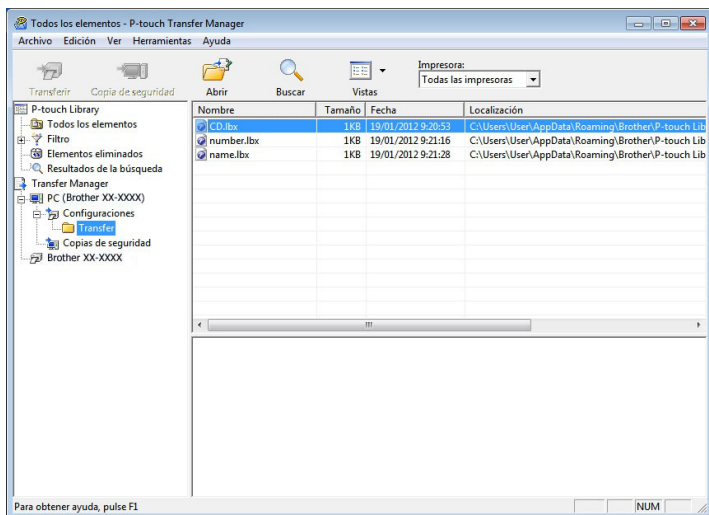 Todos los elementos - P-touch Transfer Manager
Archivo Edición Ver Herramientas Ayuda
Transferir Copia de seguridad Abrir Buscar Vistas
Impresora:
Todas las impresoras
P-touch Library
Todos los elementos
Filtro
Elementos eliminados
Resultados de la búsqueda
Transfer Manager
PC (Brother XX-XXXX)
Configuraciones
Transfer
Copias de seguridad
Brother XX-XXXX
Nombre Tamaño Fecha Localización
CD.lbx 1KB 19/01/2012 9:20:53 C:\Users\User\AppData\Roaming\Brother\P-touch Lib
number.lbx 1KB 19/01/2012 9:21:16 C:\Users\User\AppData\Roaming\Brother\P-touch Lib
name.lbx 1KB 19/01/2012 9:21:28 C:\Users\User\AppData\Roaming\Brother\P-touch Lib
Para obtener ayuda, pulse F1
NUM